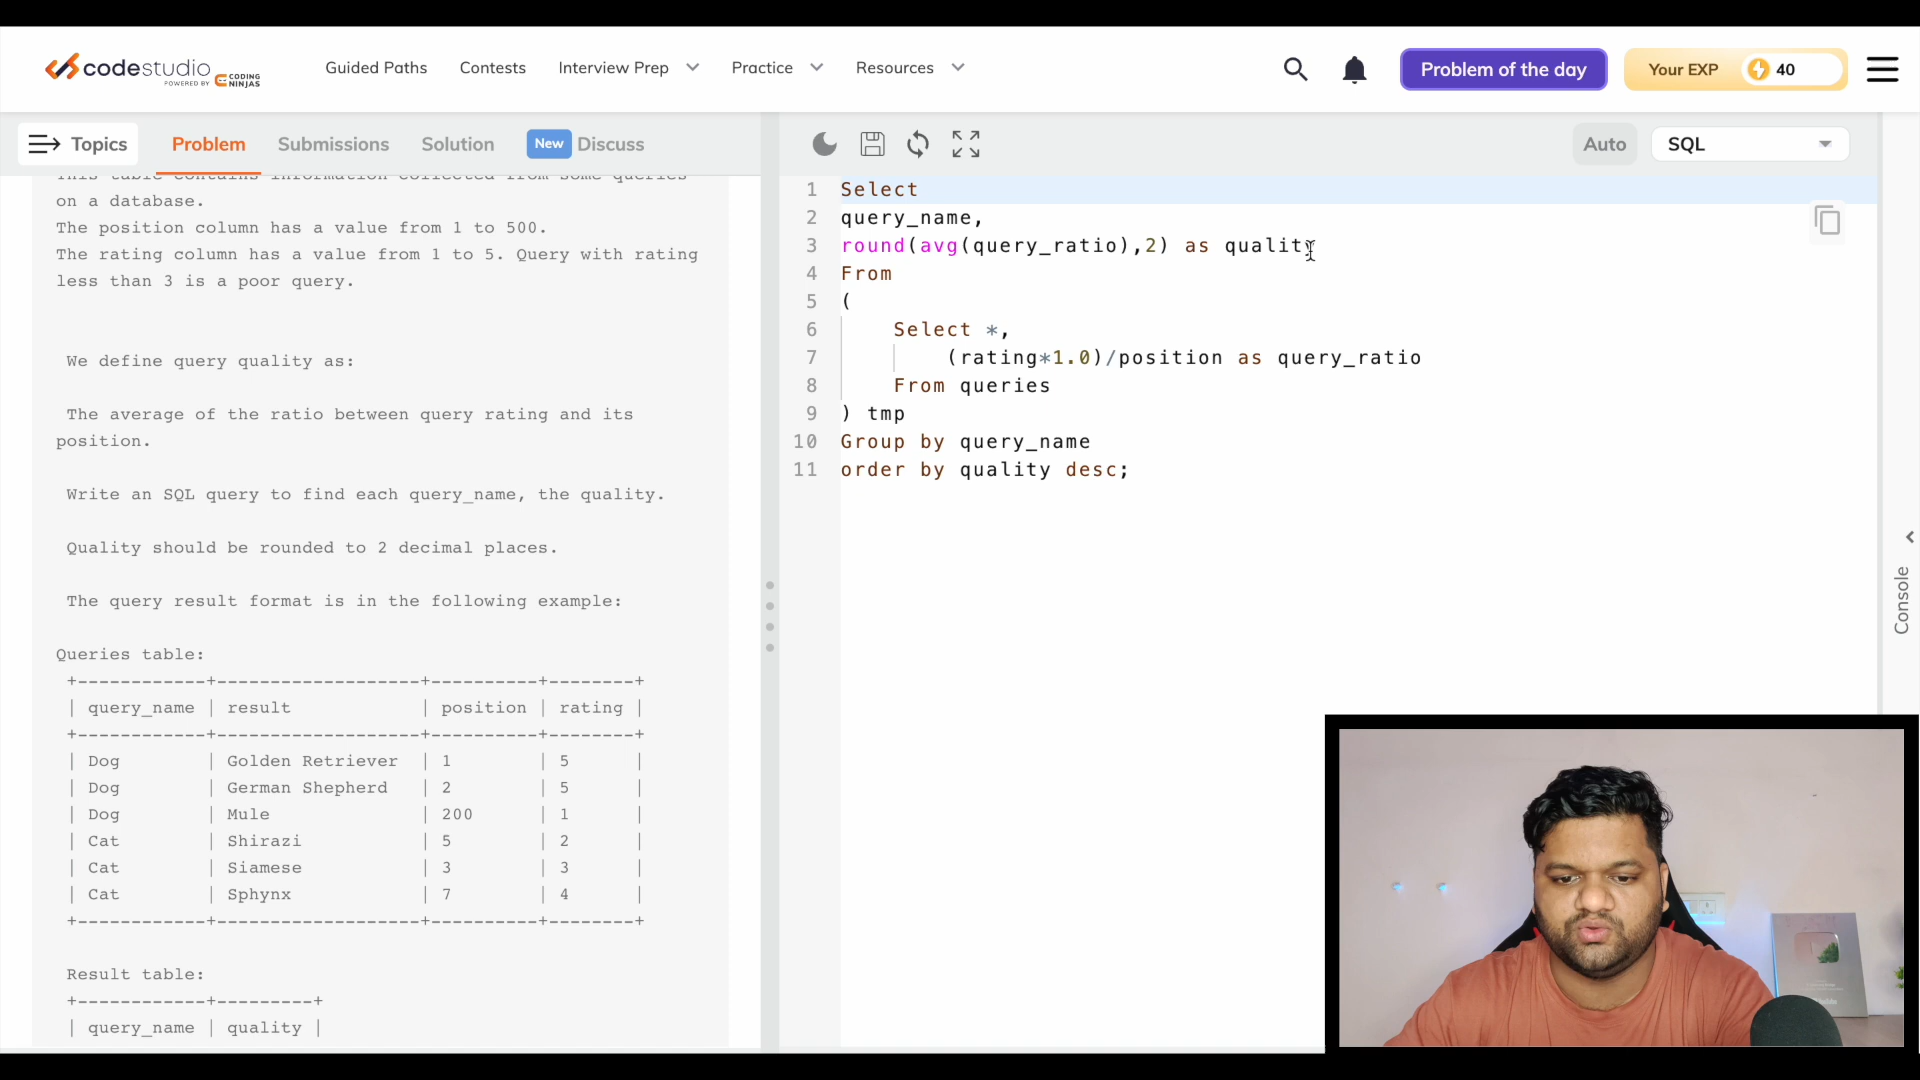 codestudio
POWERED BY CODING NINJAS
Guided Paths
Contests
Interview Prep
Practice
Resources
Problem of the day
Your EXP
40
Topics
Problem
Submissions
Solution
New
Discuss
Auto
SQL
This table contains information collected from some queries
on a database.
The position column has a value from 1 to 500.
The rating column has a value from 1 to 5. Query with rating
less than 3 is a poor query.
We define query quality as:
The average of the ratio between query rating and its
position.
Write an SQL query to find each query_name, the quality.
Quality should be rounded to 2 decimal places.
The query result format is in the following example:
Queries table:
+------------+-------------------+----------+--------+
| query_name | result            | position | rating |
+------------+-------------------+----------+--------+
| Dog        | Golden Retriever  | 1        | 5      |
| Dog        | German Shepherd   | 2        | 5      |
| Dog        | Mule              | 200      | 1      |
| Cat        | Shirazi           | 5        | 2      |
| Cat        | Siamese           | 3        | 3      |
| Cat        | Sphynx            | 7        | 4      |
+------------+-------------------+----------+--------+
Result table:
+------------+---------+
| query_name | quality |
1 Select
2 query_name,
3 round(avg(query_ratio),2) as quality
4 From
5 (
6     Select *,
7         (rating*1.0)/position as query_ratio
8     From queries
9 ) tmp
10 Group by query_name
11 order by quality desc;
Console